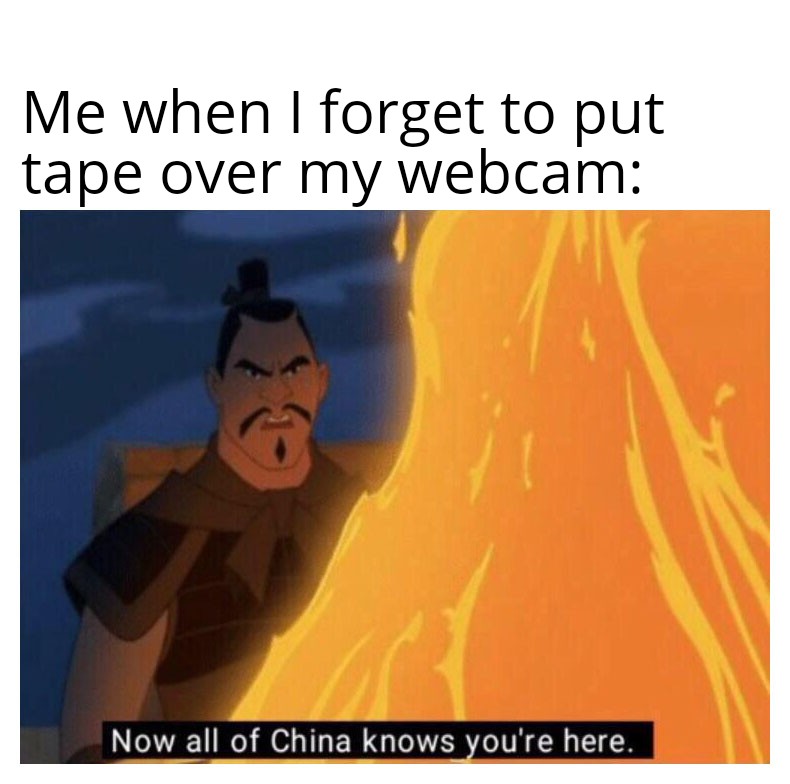 Me when I forget to put
tape over my webcam:
Now all of China knows you're here.